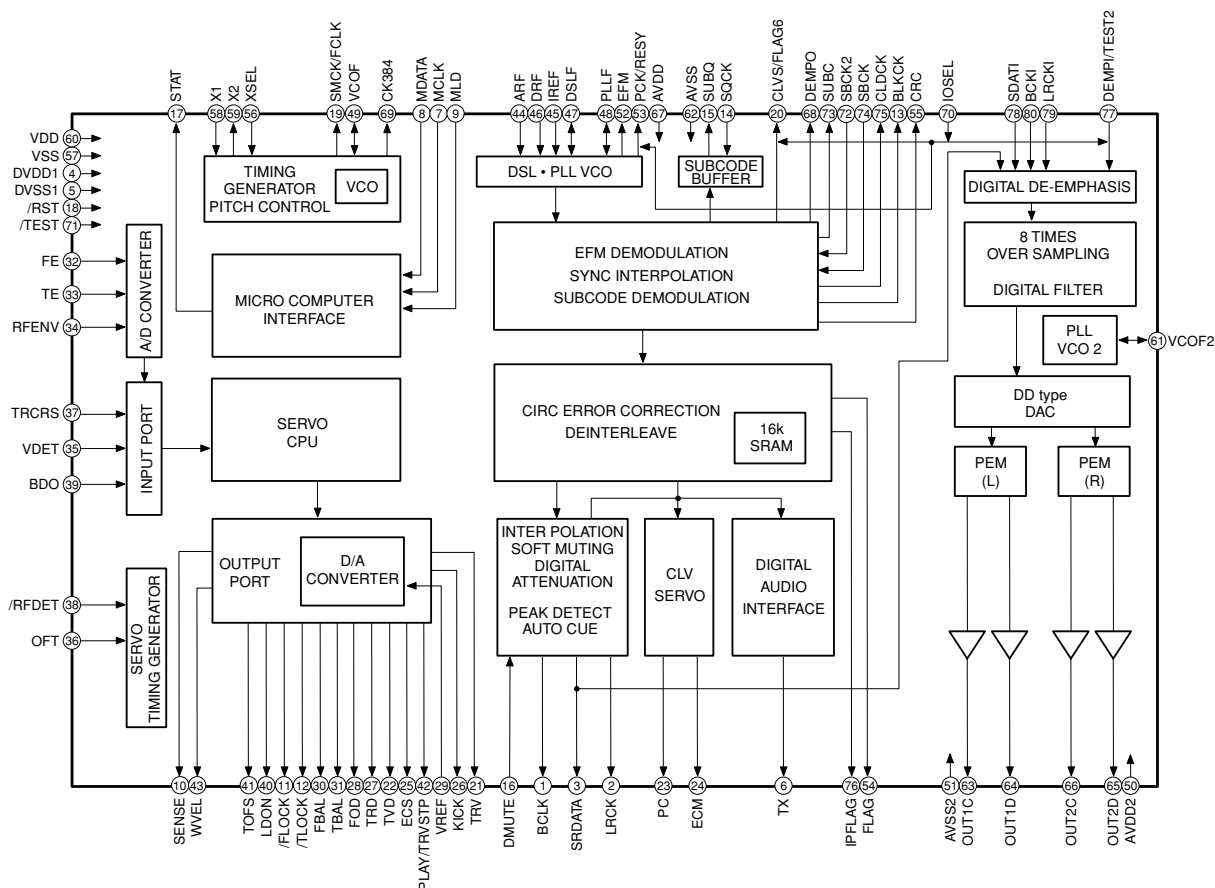 STAT
X1
X2
XSEL
SMCK/FCLK
VCOF
CK384
MDATA
MCLK
MLD
ARF
DRF
IREF
DSLF
PLLF
EFM
PCK/RESY
AVDD
AVSS
SUBQ
SQCK
CLVS/FLAG6
DEMPO
SUBC
SBCK2
SBCK
CLDCK
BLKCK
CRC
IOSEL
SDATI
BCKI
LRCKI
DEMPI/TEST2
17 58 59 56 19 49 69 8 7 9 44 46 45 47 48 52 53 67 62 15 14 20 68 73 72 74 75 13 55 70 78 80 79 77
VDD 60
VSS 57
DVDD1 4
DVSS1 5
/RST 18
/TEST 71
FE 32
TE 33
RFENV 34
TRCRS 37
VDET 35
BDO 39
/RFDET 38
OFT 36
A/D CONVERTER
INPUT PORT
SERVO
TIMING GENERATOR
TIMING
GENERATOR
PITCH CONTROL
VCO
MICRO COMPUTER
INTERFACE
SERVO
CPU
OUTPUT
PORT
D/A
CONVERTER
DSL • PLL VCO
SUBCODE
BUFFER
EFM DEMODULATION
SYNC INTERPOLATION
SUBCODE DEMODULATION
CIRC ERROR CORRECTION
DEINTERLEAVE
16k
SRAM
INTER POLATION
SOFT MUTING
DIGITAL
ATTENUATION
PEAK DETECT
AUTO CUE
CLV
SERVO
DIGITAL
AUDIO
INTERFACE
DIGITAL DE-EMPHASIS
8 TIMES
OVER SAMPLING
DIGITAL FILTER
PLL
VCO 2
61 VCOF2
DD type
DAC
PEM
(L)
PEM
(R)
10 43 41 40 11 12 30 31 28 27 22 25 42 29 26 21 16 1 3 2 23 24 6 76 54 51 63 64 66 65 50
SENSE
WVEL
TOFS
LDON
/FLOCK
/TLOCK
FBAL
TBAL
FOD
TRD
TVD
ECS
PLAY/TRVSTP
VREF
KICK
TRV
DMUTE
BCLK
SRDATA
LRCK
PC
ECM
TX
IPFLAG
FLAG
AVSS2
OUT1C
OUT1D
OUT2C
OUT2D
AVDD2